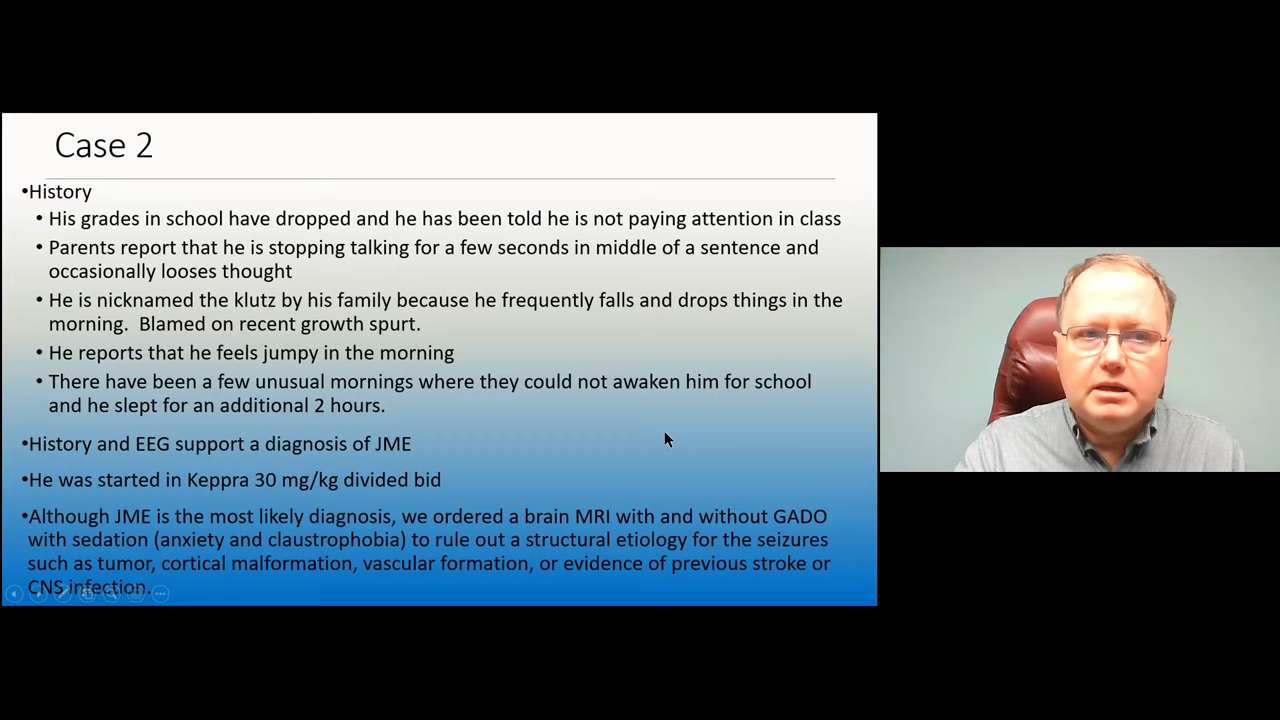 Case 2
•History
• His grades in school have dropped and he has been told he is not paying attention in class
• Parents report that he is stopping talking for a few seconds in middle of a sentence and
occasionally looses thought
• He is nicknamed the klutz by his family because he frequently falls and drops things in the
morning.  Blamed on recent growth spurt.
• He reports that he feels jumpy in the morning
• There have been a few unusual mornings where they could not awaken him for school
and he slept for an additional 2 hours.
•History and EEG support a diagnosis of JME
•He was started in Keppra 30 mg/kg divided bid
•Although JME is the most likely diagnosis, we ordered a brain MRI with and without GADO
with sedation (anxiety and claustrophobia) to rule out a structural etiology for the seizures
such as tumor, cortical malformation, vascular formation, or evidence of previous stroke or
CNS infection.